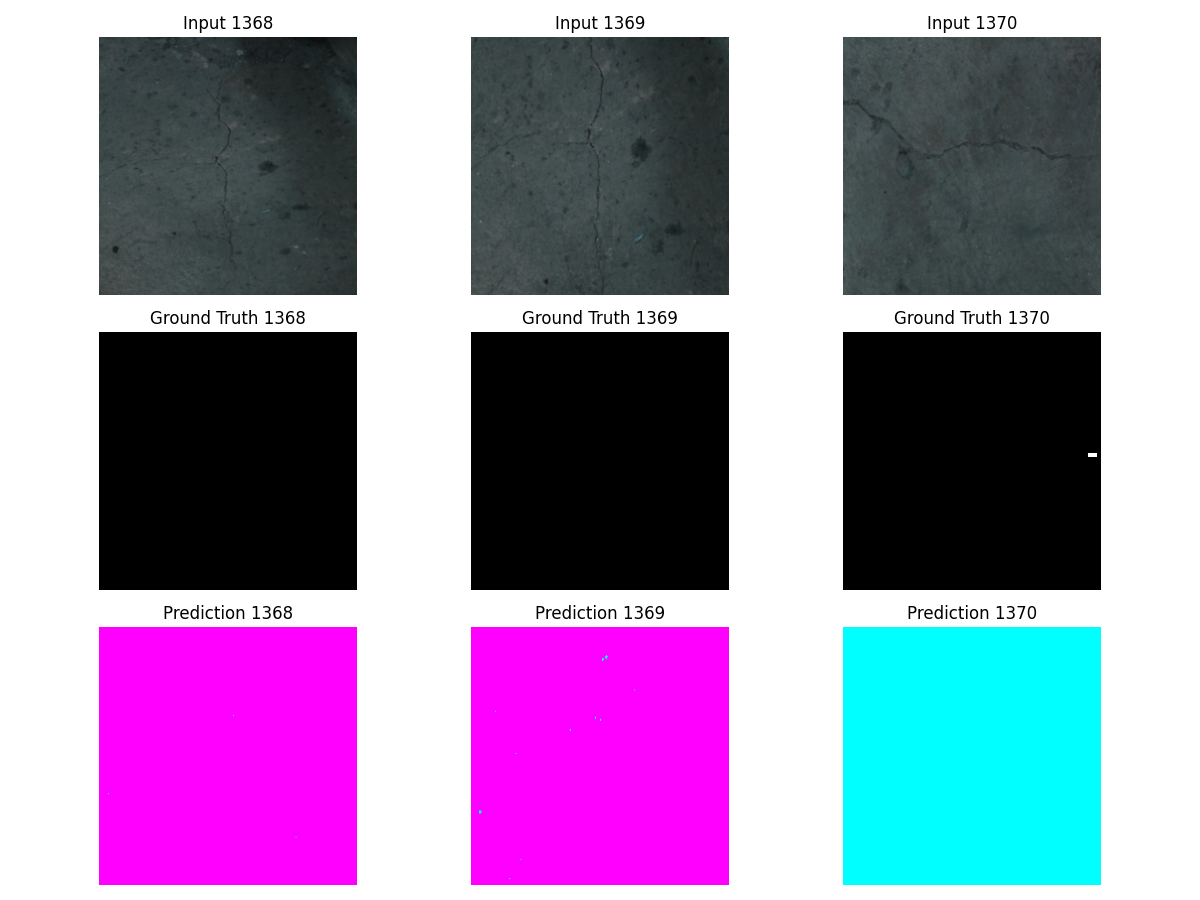 Input 1368
Input 1369
Input 1370
Ground Truth 1368
Ground Truth 1369
Ground Truth 1370
Prediction 1368
Prediction 1369
Prediction 1370